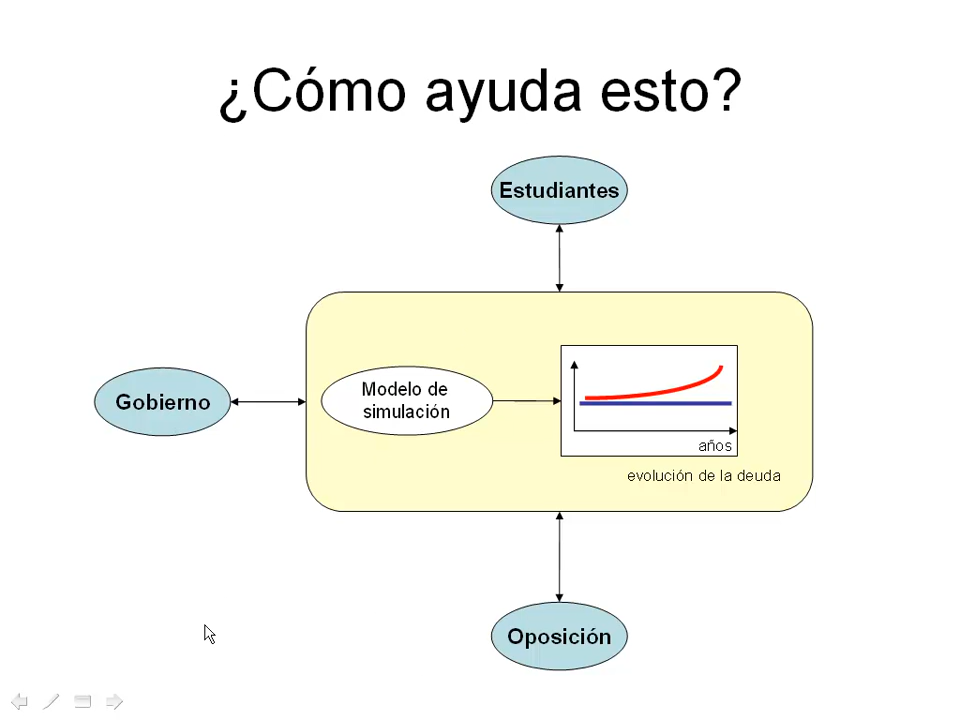 ¿Cómo ayuda esto?
Estudiantes
Gobierno
Modelo de
simulación
años
evolución de la deuda
Oposición